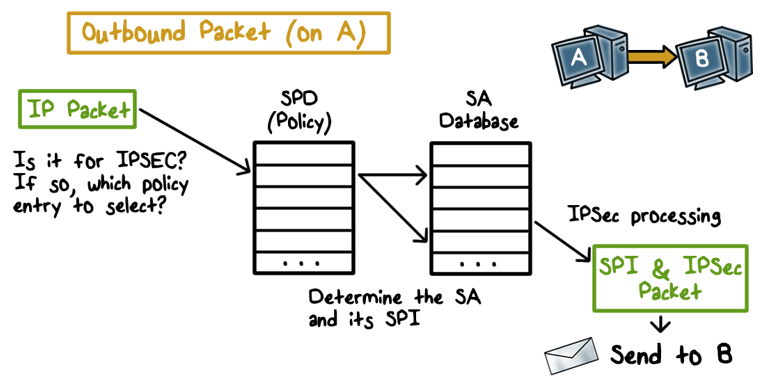 Outbound Packet (on A)
A
B
IP Packet
Is it for IPSEC?
If so, which policy
entry to select?
SPD
(Policy)
...
SA
Database
...
Determine the SA
and its SPI
IPSec processing
SPI & IPSec
Packet
Send to B